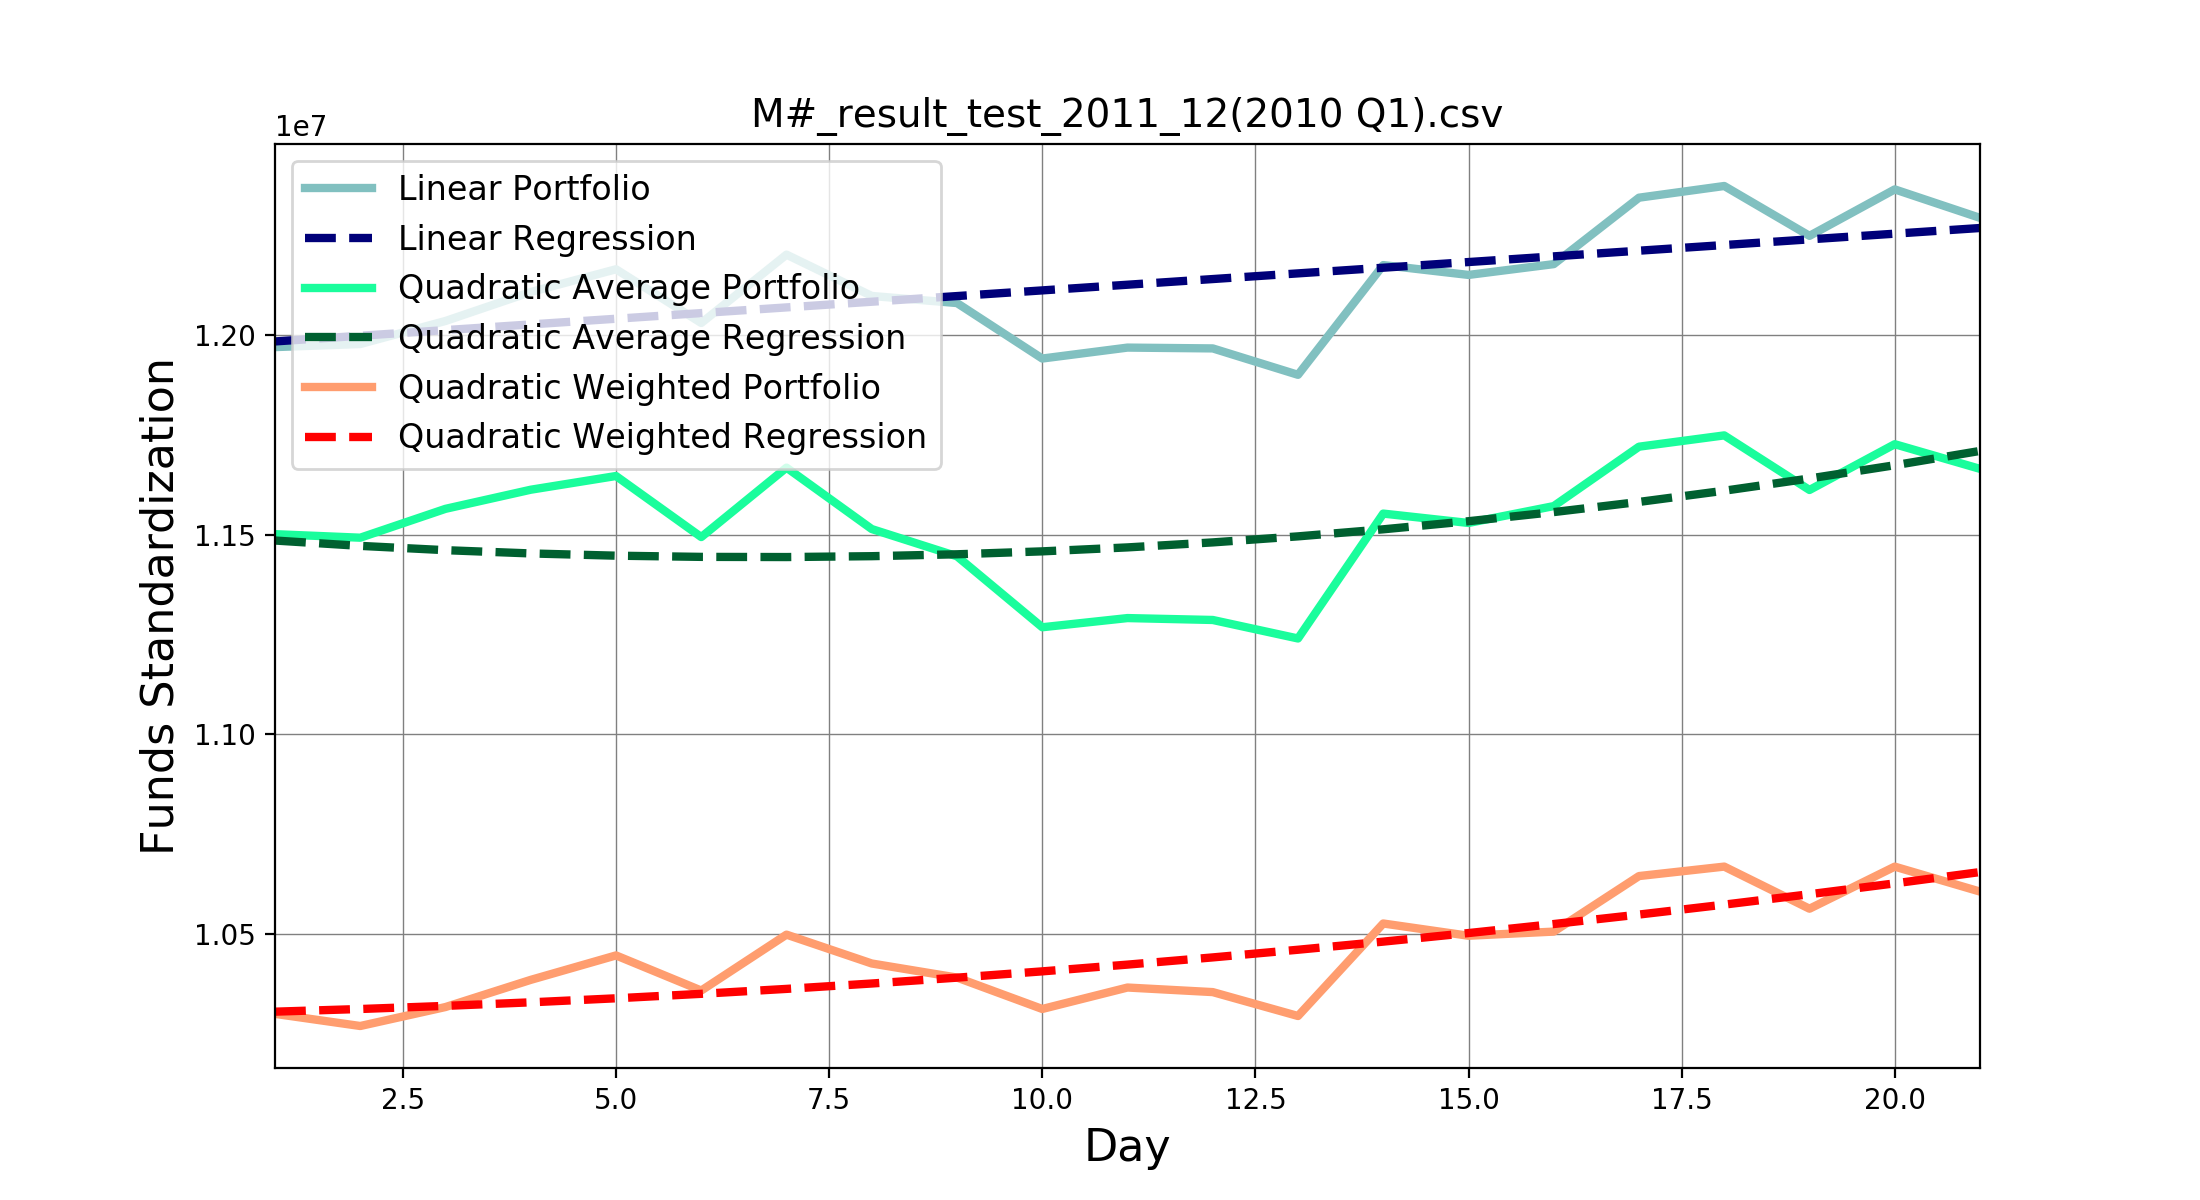 M#_result_test_2011_12(2010 Q1).csv
1e7
Linear Portfolio
Linear Regression
Quadratic Average Portfolio
Quadratic Average Regression
Quadratic Weighted Portfolio
Quadratic Weighted Regression
1.20
1.15
1.10
1.05
Funds Standardization
2.5 5.0 7.5 10.0 12.5 15.0 17.5 20.0
Day